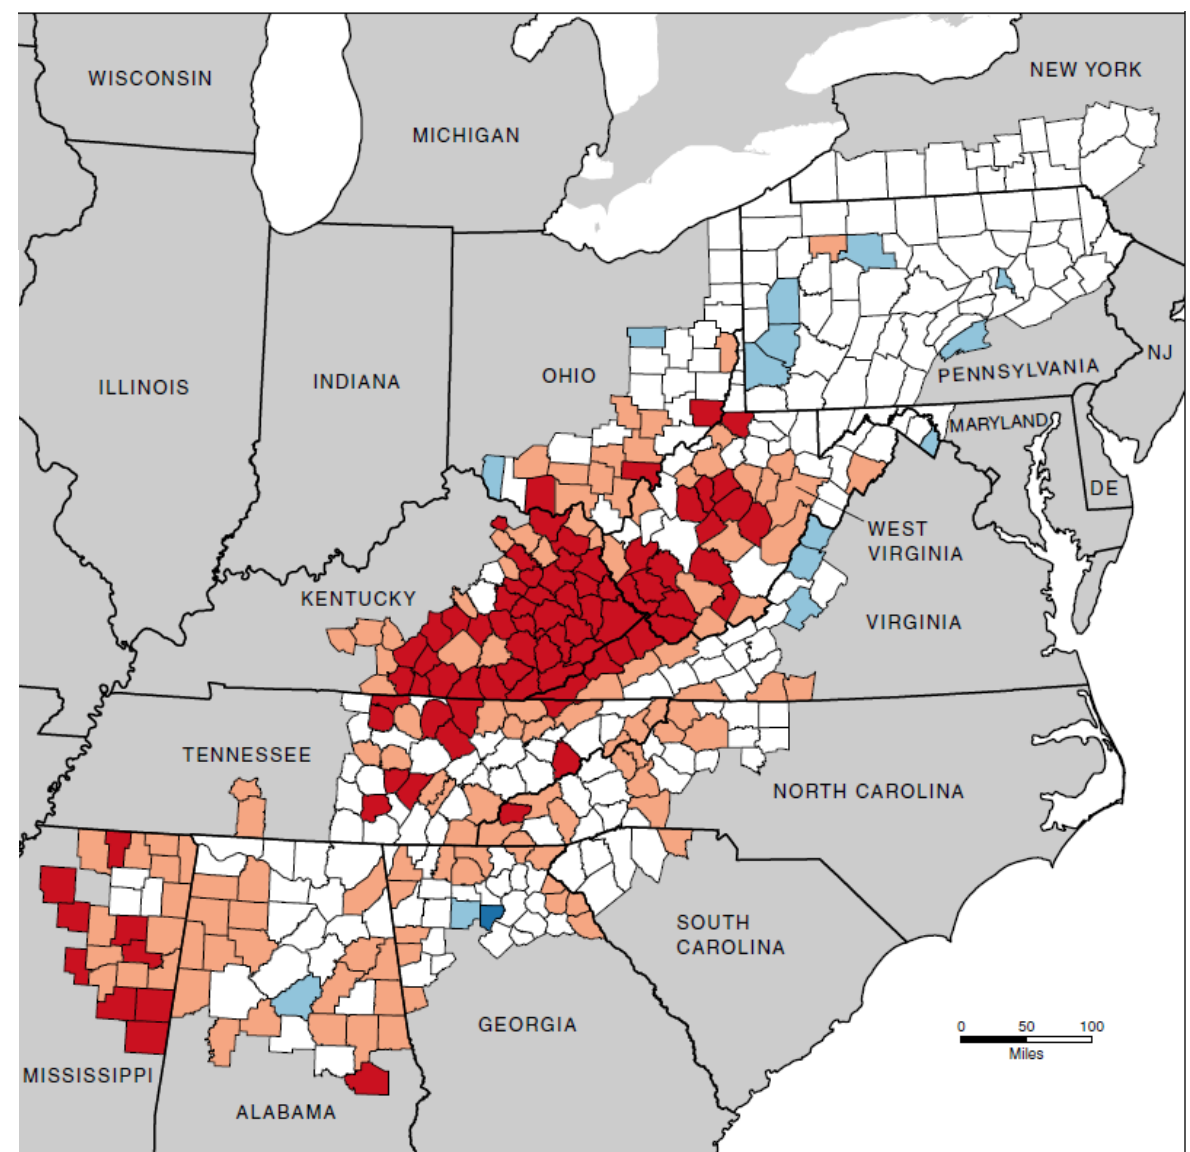 NEW YORK
WISCONSIN
MICHIGAN
NJ
PENNSYLVANIA
OHIO
INDIANA
ILLINOIS
MARYLAND
DE
WEST
VIRGINIA
KENTUCKY
VIRGINIA
TENNESSEE
NORTH CAROLINA
SOUTH
CAROLINA
GEORGIA
0 50 100
Miles
MISSISSIPPI
ALABAMA